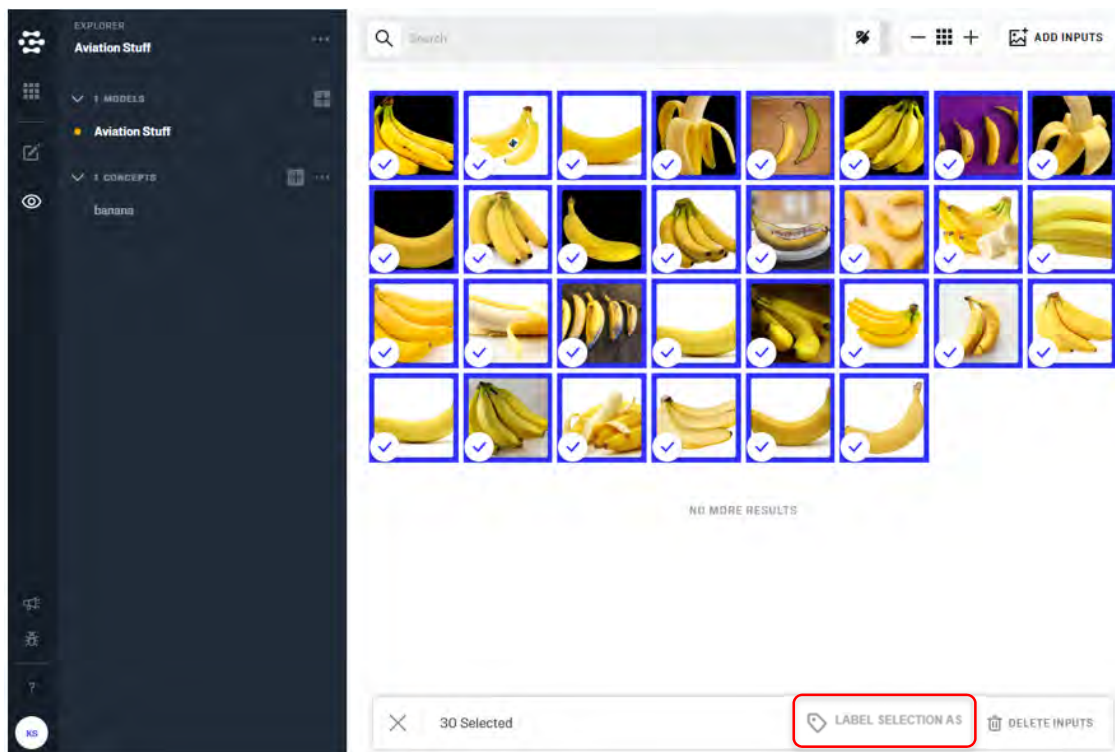 EXPLORER
Aviation Stuff
1 MODELS
Aviation Stuff
1 CONCEPTS
banana
?
KS
Search
ADD INPUTS
NO MORE RESULTS
30 Selected
LABEL SELECTION AS
DELETE INPUTS